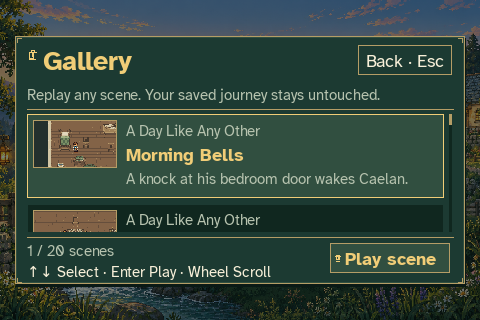 Gallery
Back · Esc
Replay any scene. Your saved journey stays untouched.
A Day Like Any Other
Morning Bells
A knock at his bedroom door wakes Caelan.
A Day Like Any Other
1 / 20 scenes
Play scene
↑ ↓ Select · Enter Play · Wheel Scroll